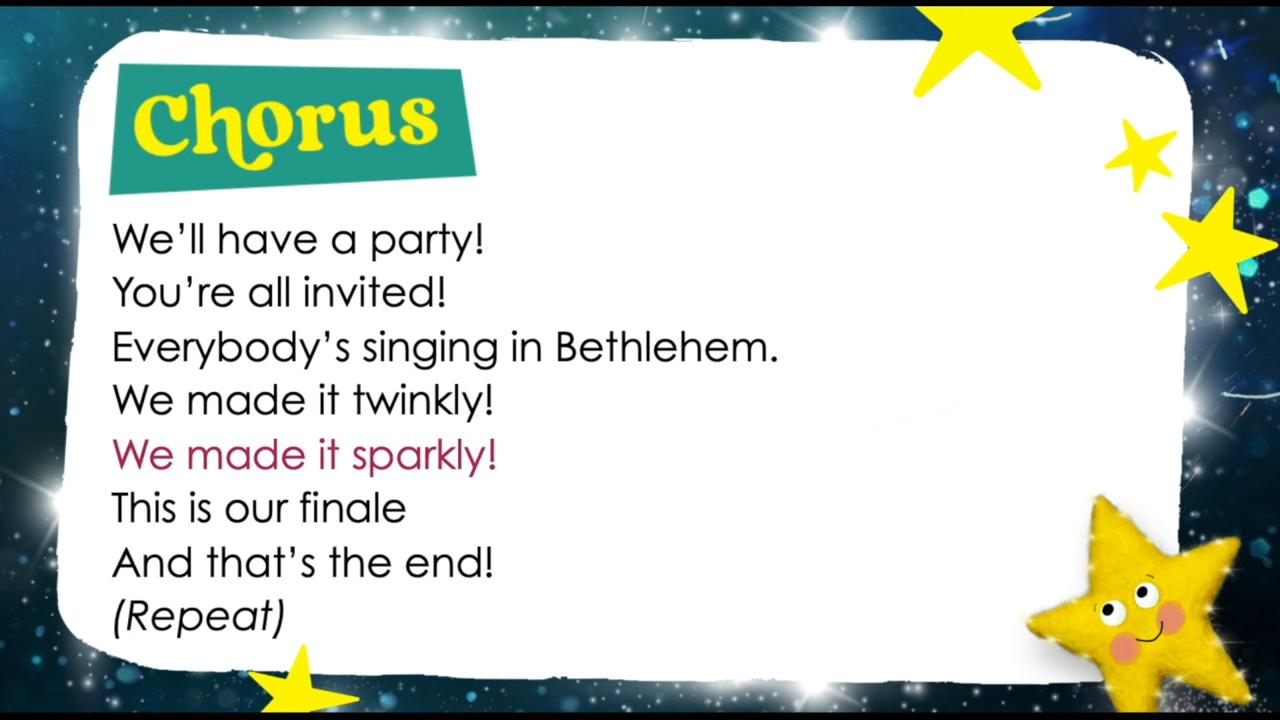 Chorus
We’ll have a party!
You’re all invited!
Everybody’s singing in Bethlehem.
We made it twinkly!
We made it sparkly!
This is our finale
And that’s the end!
(Repeat)